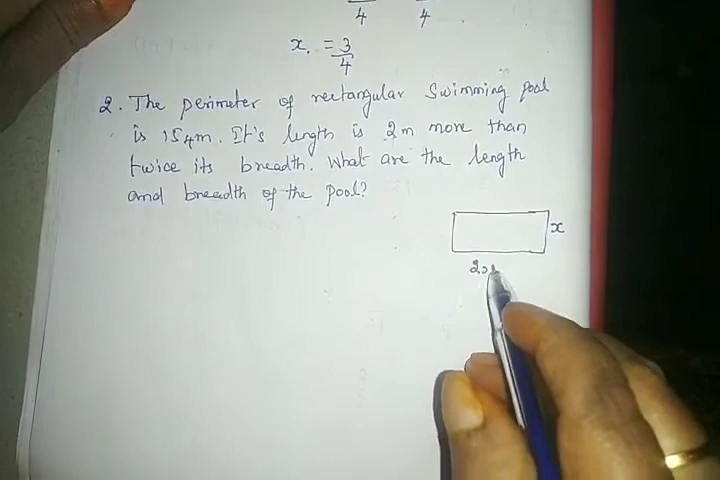 4 4
x = 3/4
2. The perimeter of rectangular Swimming pool
is 154m. It's length is 2m more than
twice its breadth. What are the length
and breadth of the pool?
x
2x